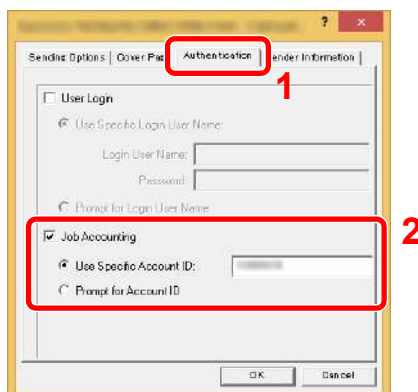 ? ×
Sending Options Cover Pa Authentication ender Information
1
User Login
Use Specific Login User Name:
Login User Name:
Password:
Prompt for Login User Name
2
Job Accounting
Use Specific Account ID:
Prompt for Account ID
OK Cancel